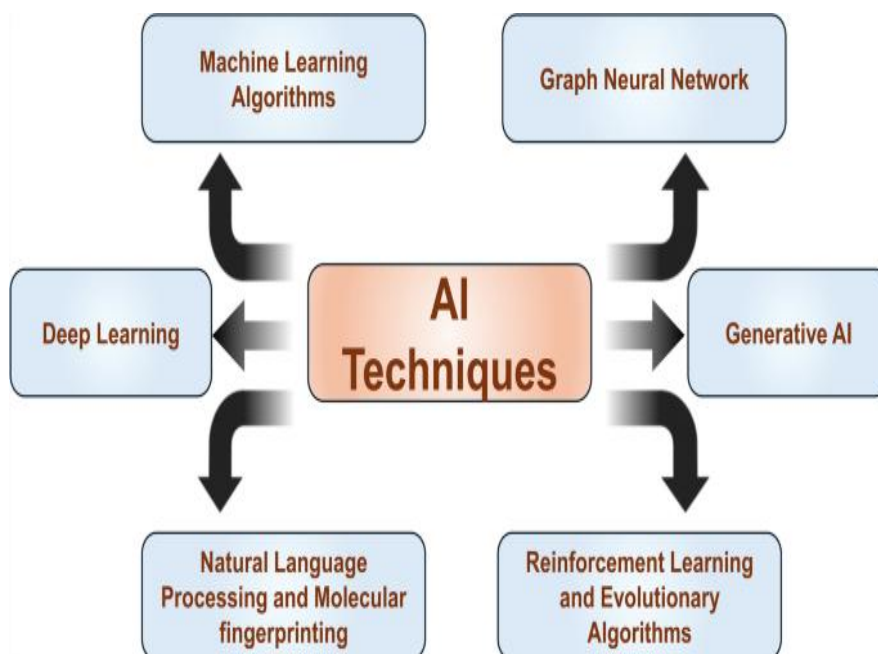 Machine Learning
Algorithms
Graph Neural Network
Deep Learning
AI
Techniques
Generative AI
Natural Language
Processing and Molecular
fingerprinting
Reinforcement Learning
and Evolutionary
Algorithms